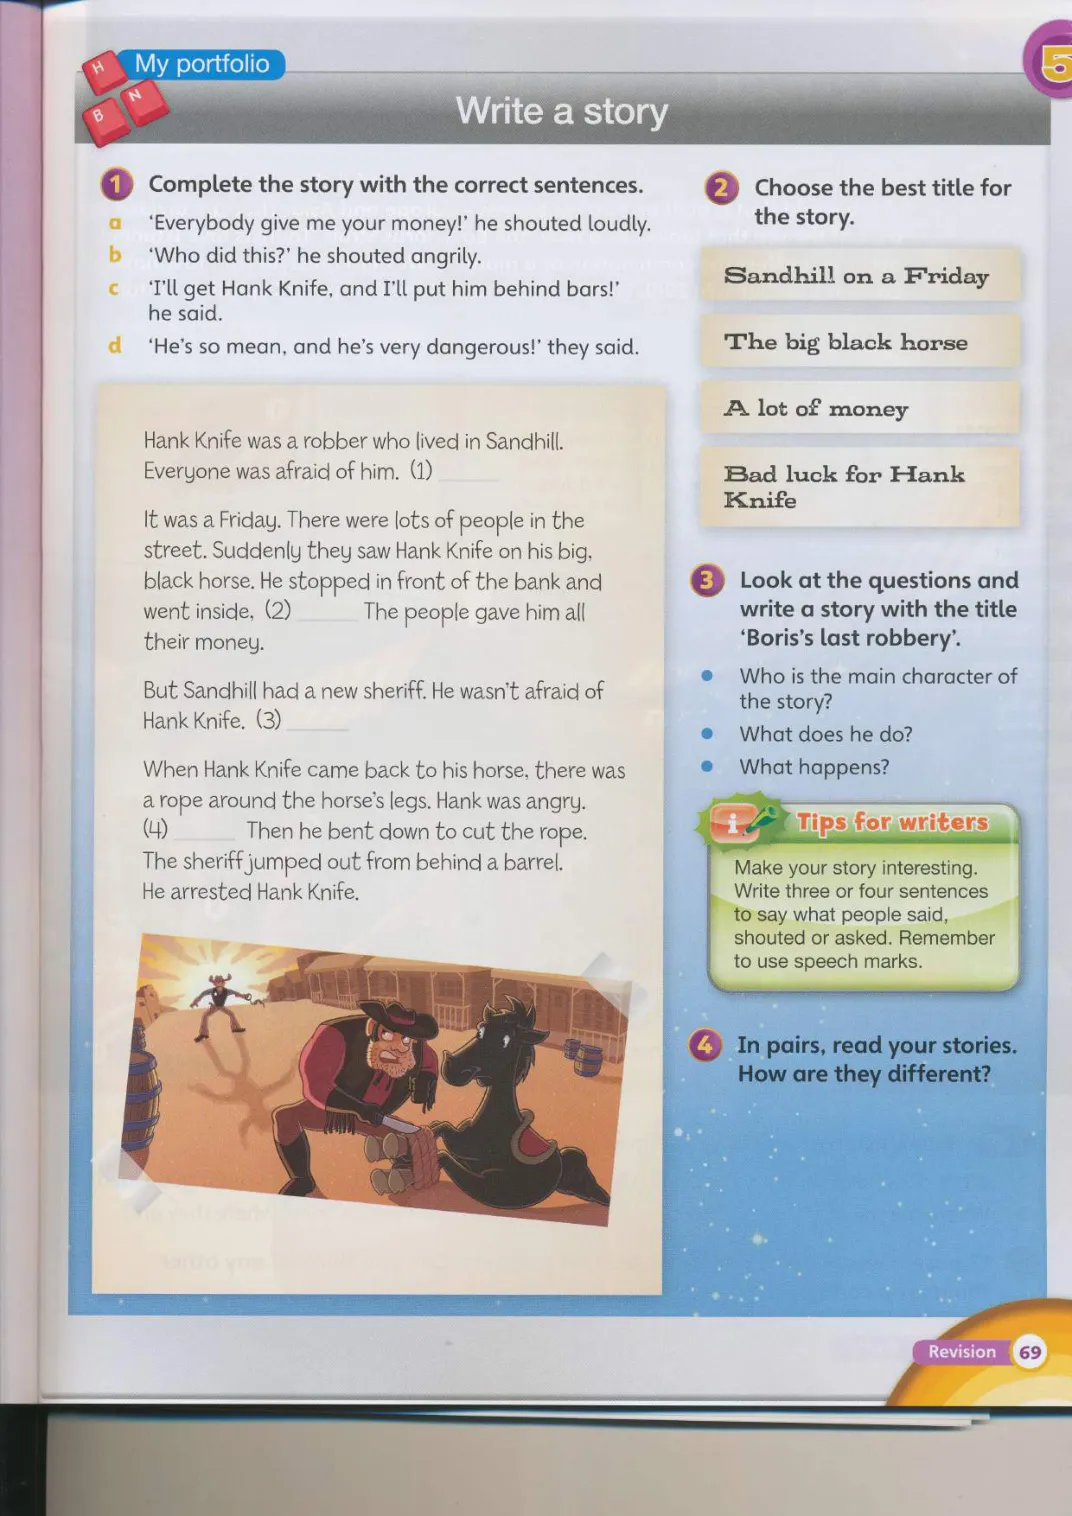 My portfolio
H
N
B
5
Write a story
1 Complete the story with the correct sentences.
a 'Everybody give me your money!' he shouted loudly.
b 'Who did this?' he shouted angrily.
c 'I'll get Hank Knife, and I'll put him behind bars!'
he said.
d 'He's so mean, and he's very dangerous!' they said.
Hank Knife was a robber who lived in Sandhill.
Everyone was afraid of him. (1) ____
It was a Friday. There were lots of people in the
street. Suddenly they saw Hank Knife on his big,
black horse. He stopped in front of the bank and
went inside, (2) ____ The people gave him all
their money.
But Sandhill had a new sheriff. He wasn't afraid of
Hank Knife. (3) ____
When Hank Knife came back to his horse, there was
a rope around the horse's legs. Hank was angry.
(4) ____ Then he bent down to cut the rope.
The sheriff jumped out from behind a barrel.
He arrested Hank Knife.
2 Choose the best title for
the story.
Sandhill on a Friday
The big black horse
A lot of money
Bad luck for Hank
Knife
3 Look at the questions and
write a story with the title
'Boris's last robbery'.
• Who is the main character of
the story?
• What does he do?
• What happens?
i Tips for writers
Make your story interesting.
Write three or four sentences
to say what people said,
shouted or asked. Remember
to use speech marks.
4 In pairs, read your stories.
How are they different?
Revision 69